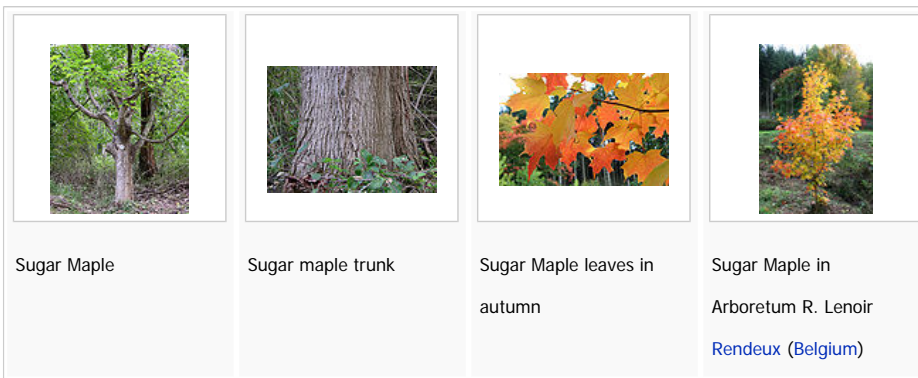 Sugar Maple
Sugar maple trunk
Sugar Maple leaves in
autumn
Sugar Maple in
Arboretum R. Lenoir
Rendeux (Belgium)